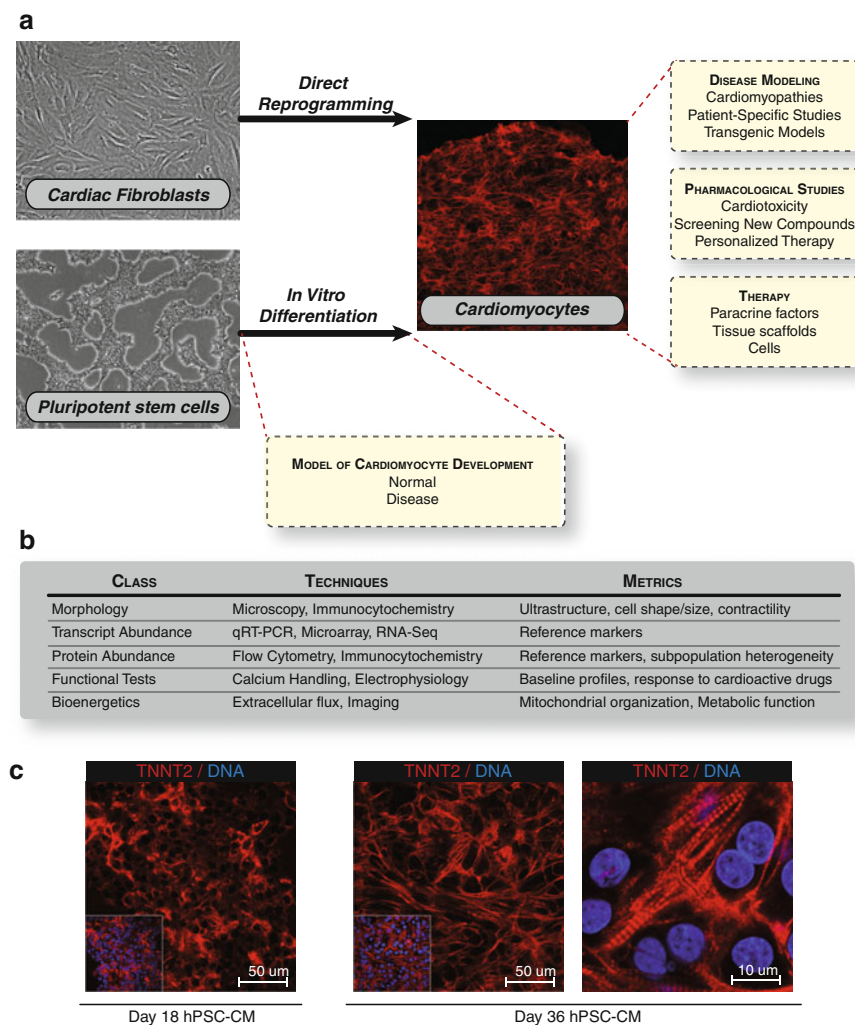 a
Direct
Reprogramming
Cardiac Fibroblasts
In Vitro
Differentiation
Pluripotent stem cells
Cardiomyocytes
DISEASE MODELING
Cardiomyopathies
Patient-Specific Studies
Transgenic Models
PHARMACOLOGICAL STUDIES
Cardiotoxicity
Screening New Compounds
Personalized Therapy
THERAPY
Paracrine factors
Tissue scaffolds
Cells
MODEL OF CARDIOMYOCYTE DEVELOPMENT
Normal
Disease
b
CLASS TECHNIQUES METRICS
Morphology Microscopy, Immunocytochemistry Ultrastructure, cell shape/size, contractility
Transcript Abundance qRT-PCR, Microarray, RNA-Seq Reference markers
Protein Abundance Flow Cytometry, Immunocytochemistry Reference markers, subpopulation heterogeneity
Functional Tests Calcium Handling, Electrophysiology Baseline profiles, response to cardioactive drugs
Bioenergetics Extracellular flux, Imaging Mitochondrial organization, Metabolic function
c
TNNT2 / DNA TNNT2 / DNA TNNT2 / DNA
50 um 50 um 10 um
Day 18 hPSC-CM Day 36 hPSC-CM